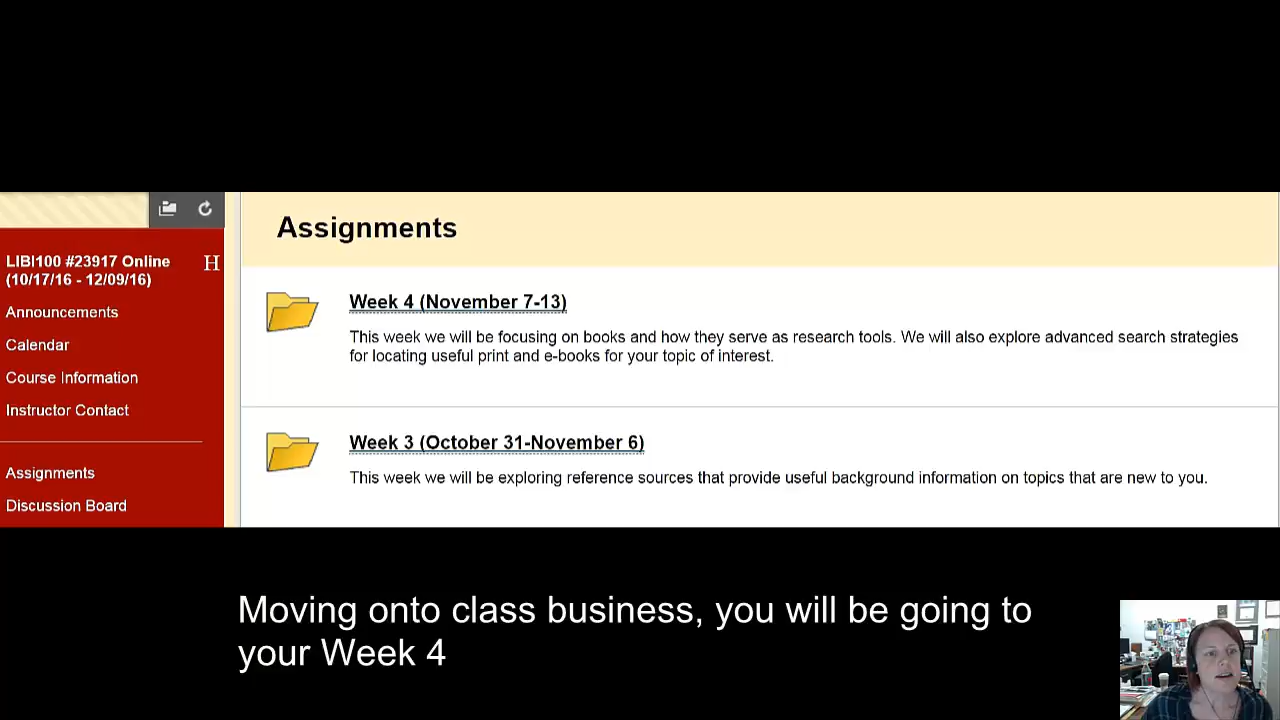 Assignments
LIBI100 #23917 Online
(10/17/16 - 12/09/16)
H
Announcements
Calendar
Course Information
Instructor Contact
Assignments
Discussion Board
Week 4 (November 7-13)
This week we will be focusing on books and how they serve as research tools. We will also explore advanced search strategies
for locating useful print and e-books for your topic of interest.
Week 3 (October 31-November 6)
This week we will be exploring reference sources that provide useful background information on topics that are new to you.
Moving onto class business, you will be going to
your Week 4